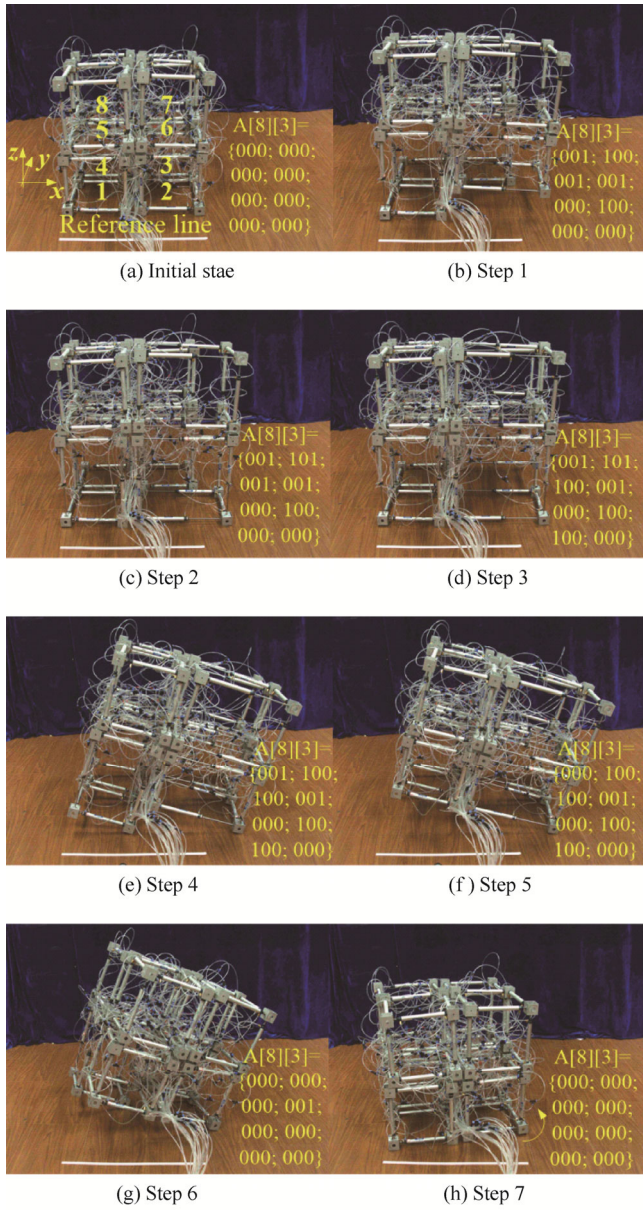 8 7
5 6
z y
4 3
x
1 2
Reference line
A[8][3]=
{000; 000;
000; 000;
000; 000;
000; 000}
(a) Initial stae
A[8][3]=
{001; 100;
001; 001;
000; 100;
000; 000}
(b) Step 1
A[8][3]=
{001; 101;
001; 001;
000; 100;
000; 000}
(c) Step 2
A[8][3]=
{001; 101;
100; 001;
000; 100;
100; 000}
(d) Step 3
A[8][3]=
{001; 100;
100; 001;
000; 100;
100; 000}
(e) Step 4
A[8][3]=
{000; 100;
100; 001;
000; 100;
100; 000}
(f ) Step 5
A[8][3]=
{000; 000;
000; 001;
000; 000;
000; 000}
(g) Step 6
A[8][3]=
{000; 000;
000; 000;
000; 000;
000; 000}
(h) Step 7